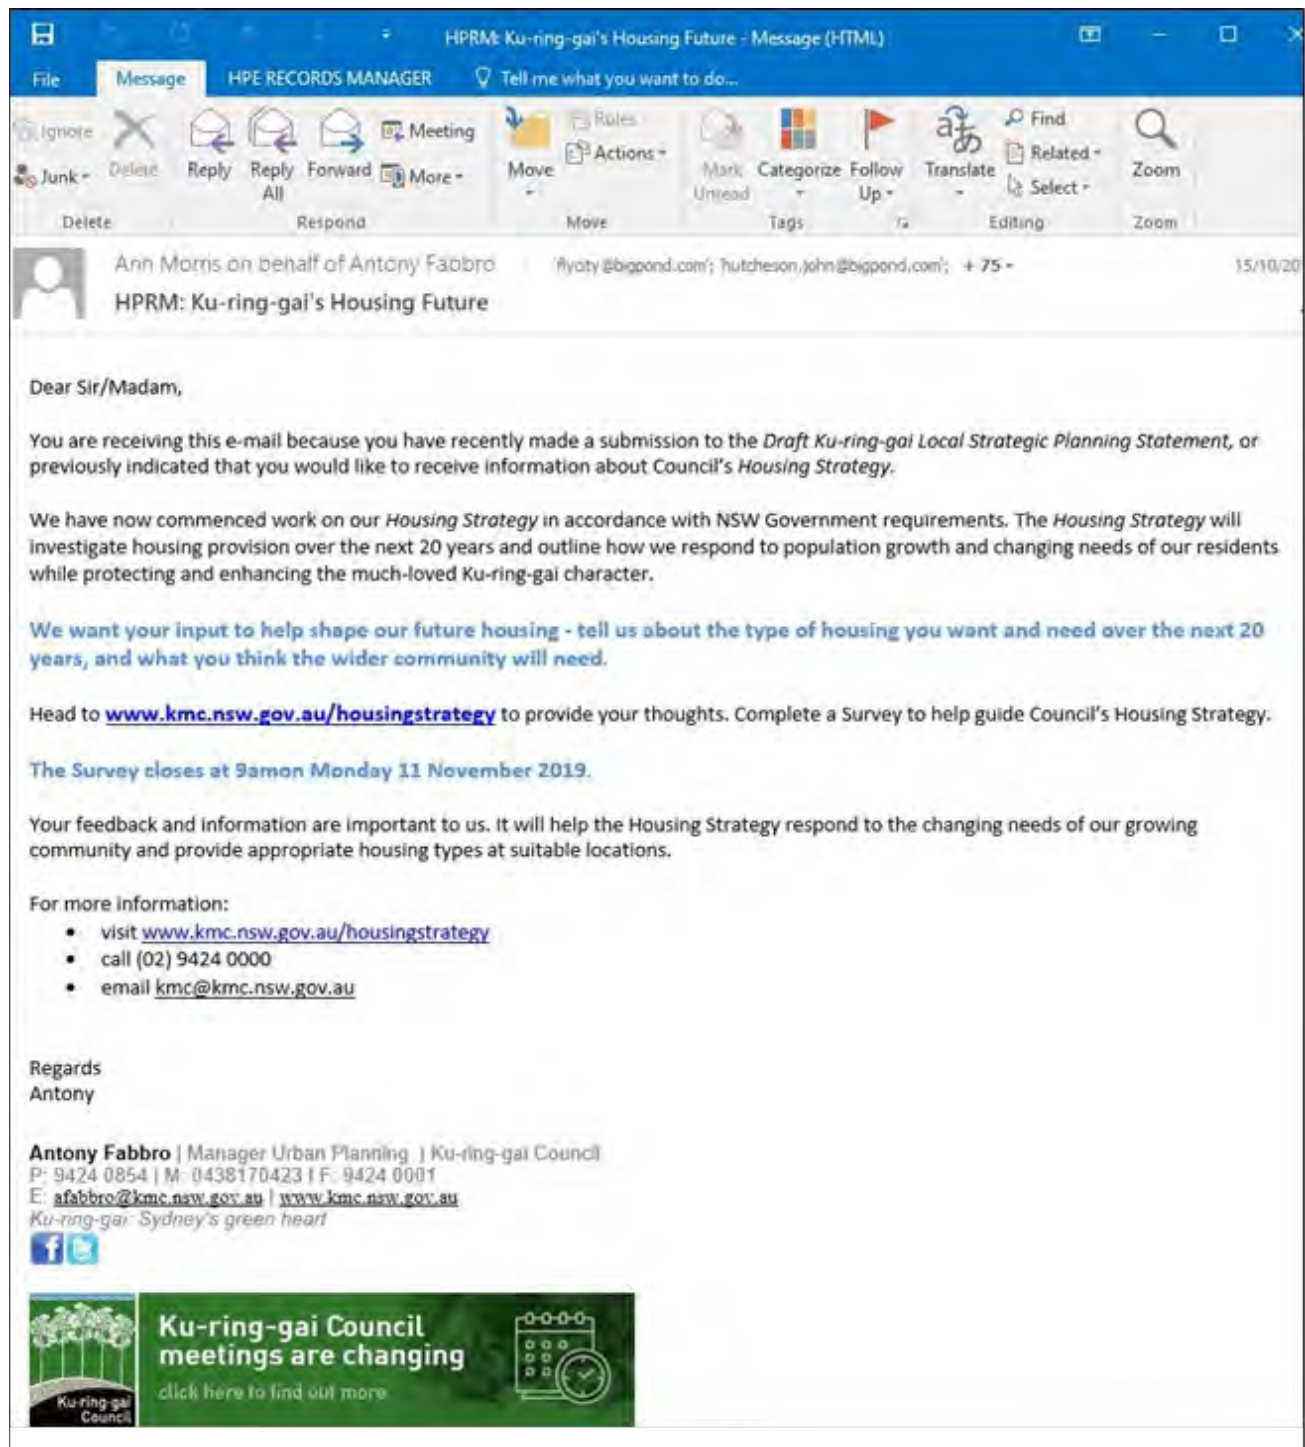 HPRM: Ku-ring-gai's Housing Future - Message (HTML)
File Message HPE RECORDS MANAGER Tell me what you want to do...
Ignore
Junk
Delete
Reply
Reply All
Forward
Meeting
More
Move
Rules
Actions
Mark Unread
Categorize
Follow Up
Translate
Find
Related
Select
Zoom
Delete Respond Move Tags Editing Zoom
Ann Morris on behalf of Antony Fabbro 'hutcheson.john@bigpond.com'; + 75 15/10/20
HPRM: Ku-ring-gai's Housing Future
Dear Sir/Madam,
You are receiving this e-mail because you have recently made a submission to the Draft Ku-ring-gai Local Strategic Planning Statement, or
previously indicated that you would like to receive information about Council's Housing Strategy.
We have now commenced work on our Housing Strategy in accordance with NSW Government requirements. The Housing Strategy will
investigate housing provision over the next 20 years and outline how we respond to population growth and changing needs of our residents
while protecting and enhancing the much-loved Ku-ring-gai character.
We want your input to help shape our future housing - tell us about the type of housing you want and need over the next 20
years, and what you think the wider community will need.
Head to www.kmc.nsw.gov.au/housingstrategy to provide your thoughts. Complete a Survey to help guide Council's Housing Strategy.
The Survey closes at 9amon Monday 11 November 2019.
Your feedback and information are important to us. It will help the Housing Strategy respond to the changing needs of our growing
community and provide appropriate housing types at suitable locations.
For more information:
• visit www.kmc.nsw.gov.au/housingstrategy
• call (02) 9424 0000
• email kmc@kmc.nsw.gov.au
Regards
Antony
Antony Fabbro | Manager Urban Planning | Ku-ring-gai Council
P: 9424 0854 | M: 0438170423 I F: 9424 0001
E: afabbro@kmc.nsw.gov.au | www.kmc.nsw.gov.au
Ku-ring-gai: Sydney's green heart
Ku-ring-gai Council
meetings are changing
click here to find out more
Ku-ring-gai
Council